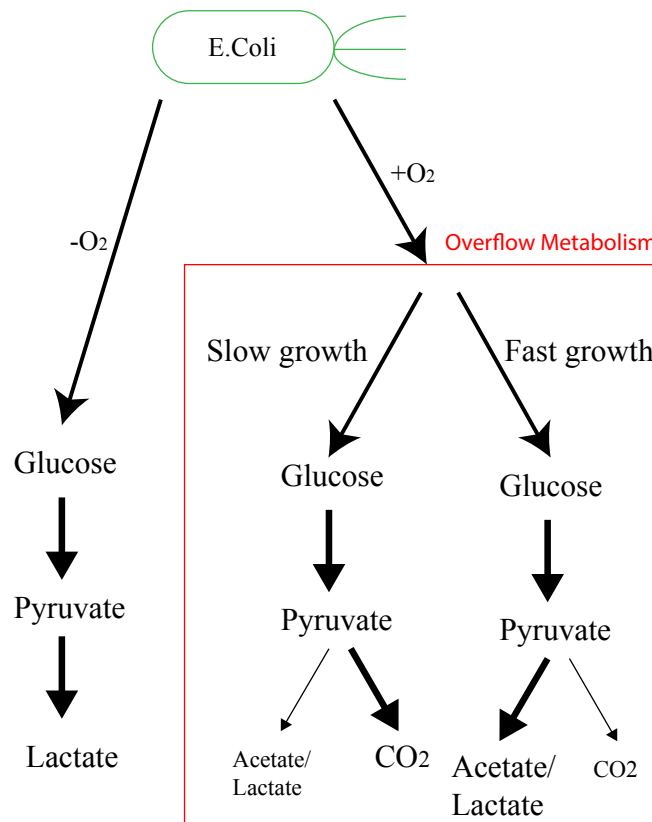 E.Coli
+O2
-O2
Overflow Metabolism
Slow growth
Fast growth
Glucose
Glucose
Glucose
Pyruvate
Pyruvate
Pyruvate
Lactate
Acetate/
Lactate
CO2
Acetate/
Lactate
CO2